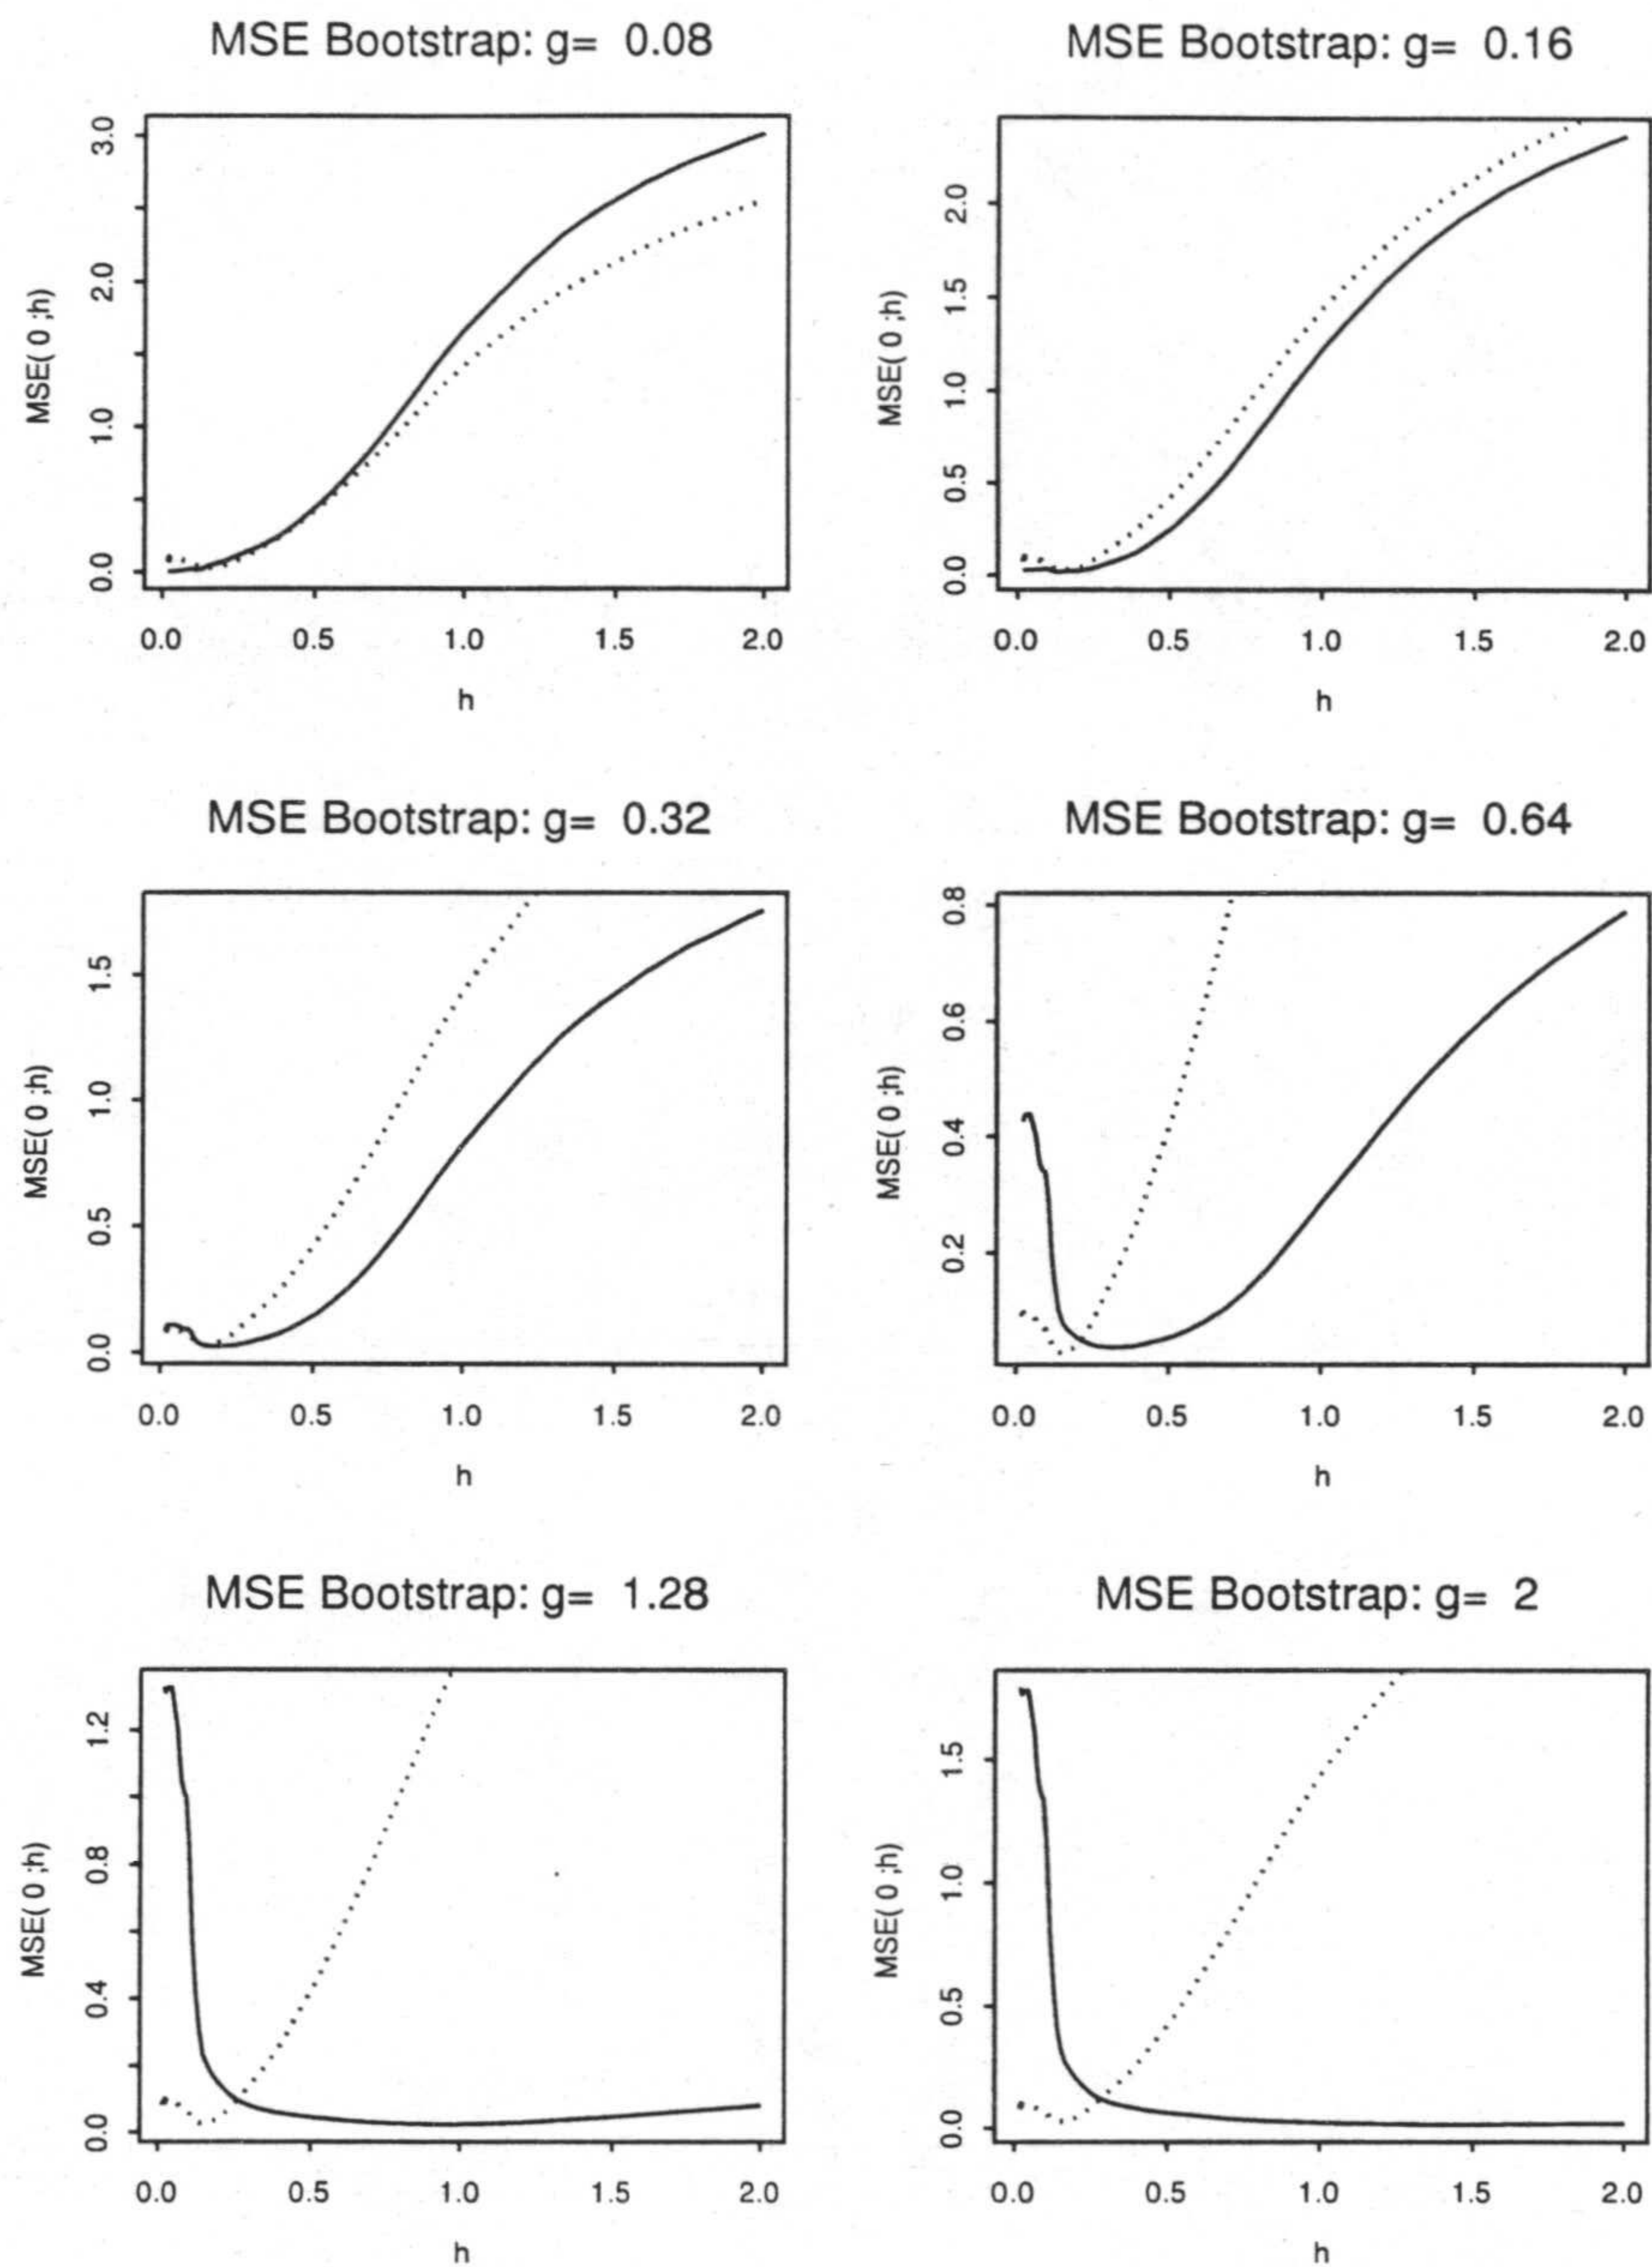 MSE Bootstrap: g= 0.08
MSE( 0 ;h)
3.0
2.0
1.0
0.0
0.0 0.5 1.0 1.5 2.0
h
MSE Bootstrap: g= 0.16
MSE( 0 ;h)
2.0
1.5
1.0
0.5
0.0
0.0 0.5 1.0 1.5 2.0
h
MSE Bootstrap: g= 0.32
MSE( 0 ;h)
1.5
1.0
0.5
0.0
0.0 0.5 1.0 1.5 2.0
h
MSE Bootstrap: g= 0.64
MSE( 0 ;h)
0.8
0.6
0.4
0.2
0.0 0.5 1.0 1.5 2.0
h
MSE Bootstrap: g= 1.28
MSE( 0 ;h)
1.2
0.8
0.4
0.0
0.0 0.5 1.0 1.5 2.0
h
MSE Bootstrap: g= 2
MSE( 0 ;h)
1.5
1.0
0.5
0.0
0.0 0.5 1.0 1.5 2.0
h